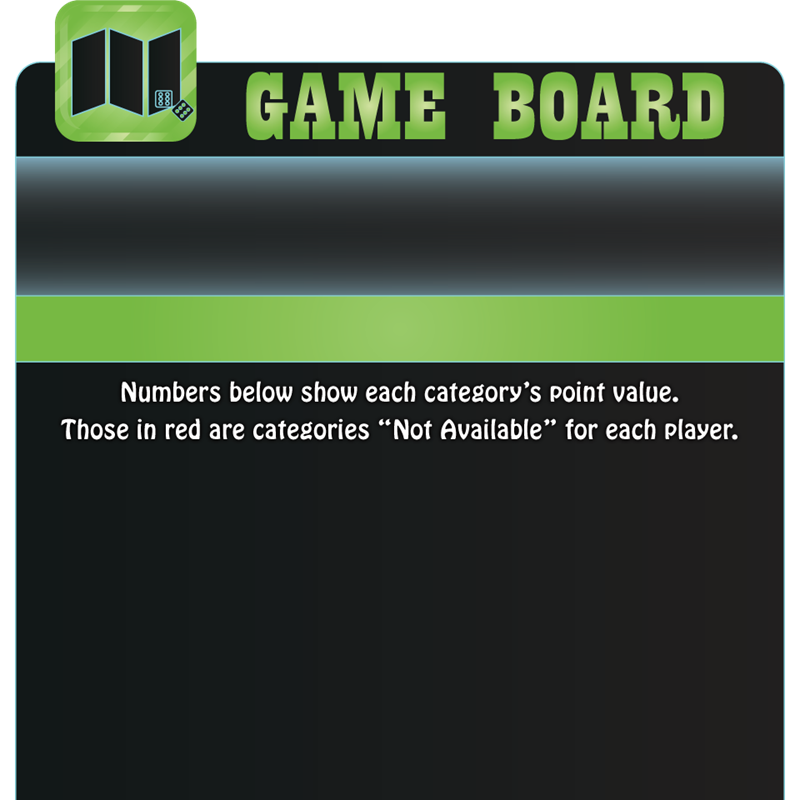 GAME BOARD
Numbers below show each category's point value.
Those in red are categories “Not Available” for each player.